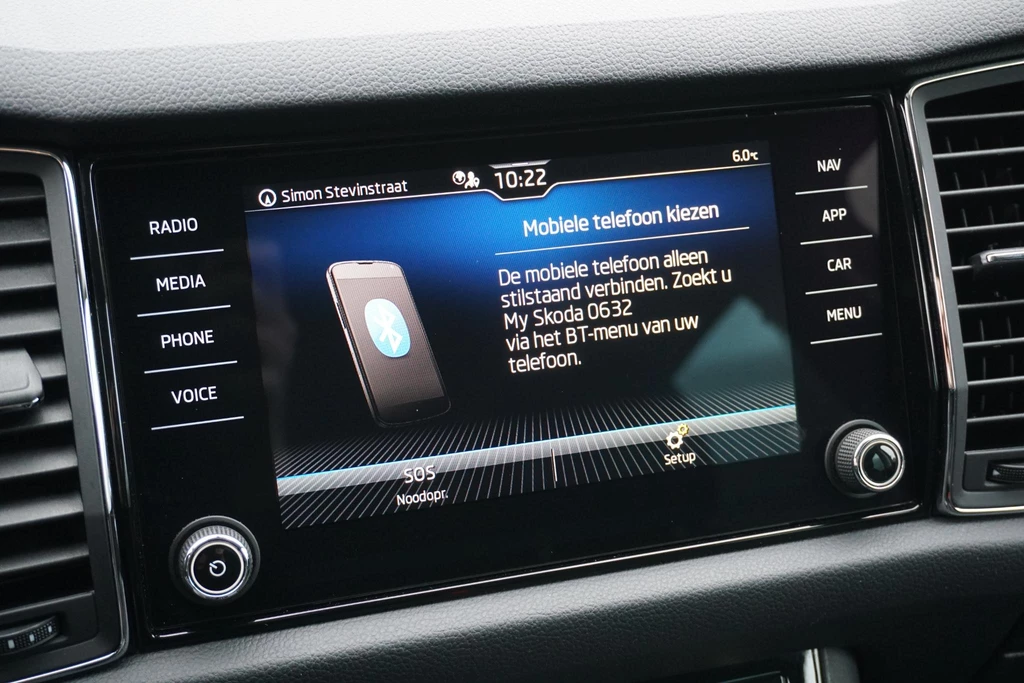 Simon Stevinstraat
10:22
6.0°C
RADIO
MEDIA
PHONE
VOICE
Mobiele telefoon kiezen
De mobiele telefoon alleen
stilstaand verbinden. Zoekt u
My Skoda 0632
via het BT-menu van uw
telefoon.
SOS
Noodopr.
Setup
NAV
APP
CAR
MENU